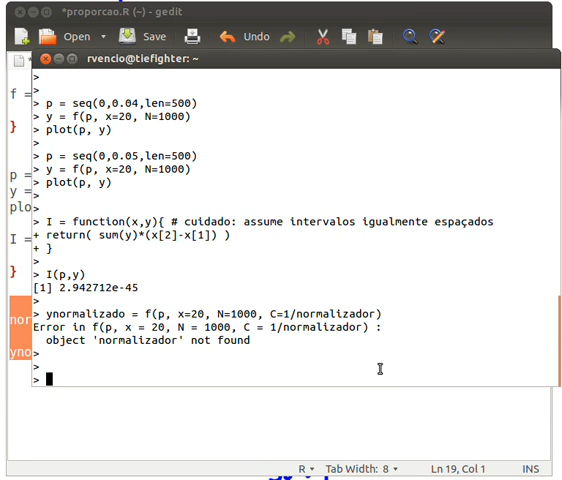 *proporcao.R (~) - gedit
Open Save Undo
rvencio@tiefighter: ~
f =
}
p =
y =
plo
I =
}
nor
yno
>
>
> p = seq(0,0.04,len=500)
> y = f(p, x=20, N=1000)
> plot(p, y)
>
> p = seq(0,0.05,len=500)
> y = f(p, x=20, N=1000)
> plot(p, y)
>
>
> I = function(x,y){ # cuidado: assume intervalos igualmente espaçados
+ return( sum(y)*(x[2]-x[1]) )
+ }
>
> I(p,y)
[1] 2.942712e-45
>
> ynormalizado = f(p, x=20, N=1000, C=1/normalizador)
Error in f(p, x = 20, N = 1000, C = 1/normalizador) :
object 'normalizador' not found
>
>
>
R Tab Width: 8 Ln 19, Col 1 INS